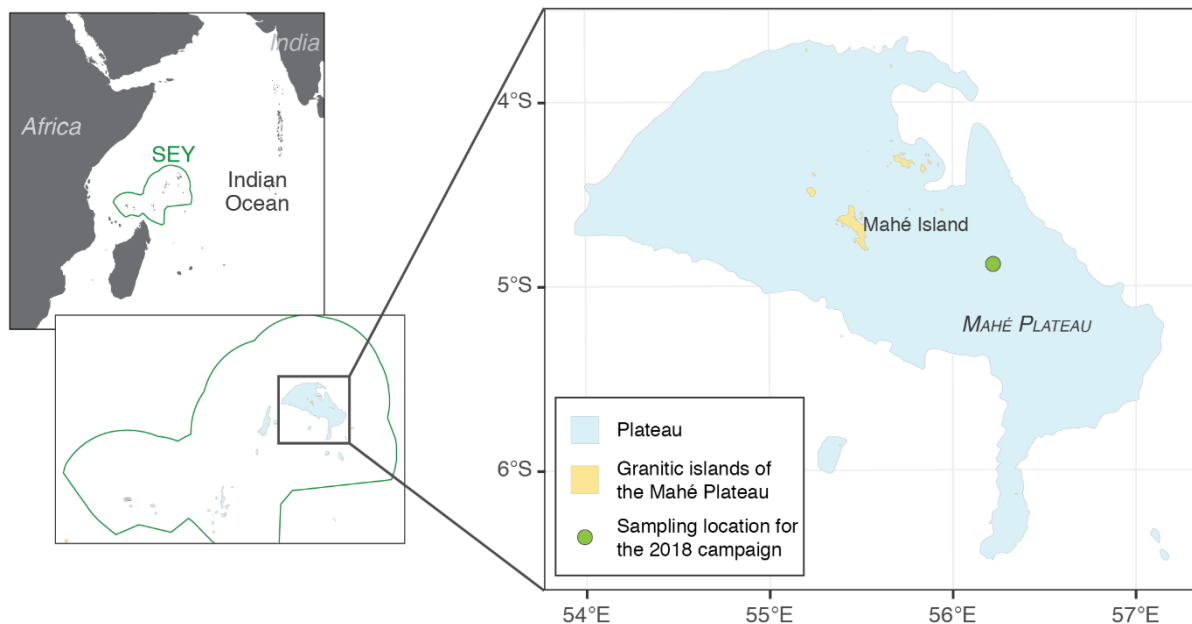 India
Africa
SEY
Indian
Ocean
4°S
5°S
6°S
Mahé Island
MAHÉ PLATEAU
Plateau
Granitic islands of
the Mahé Plateau
Sampling location for
the 2018 campaign
54°E
55°E
56°E
57°E